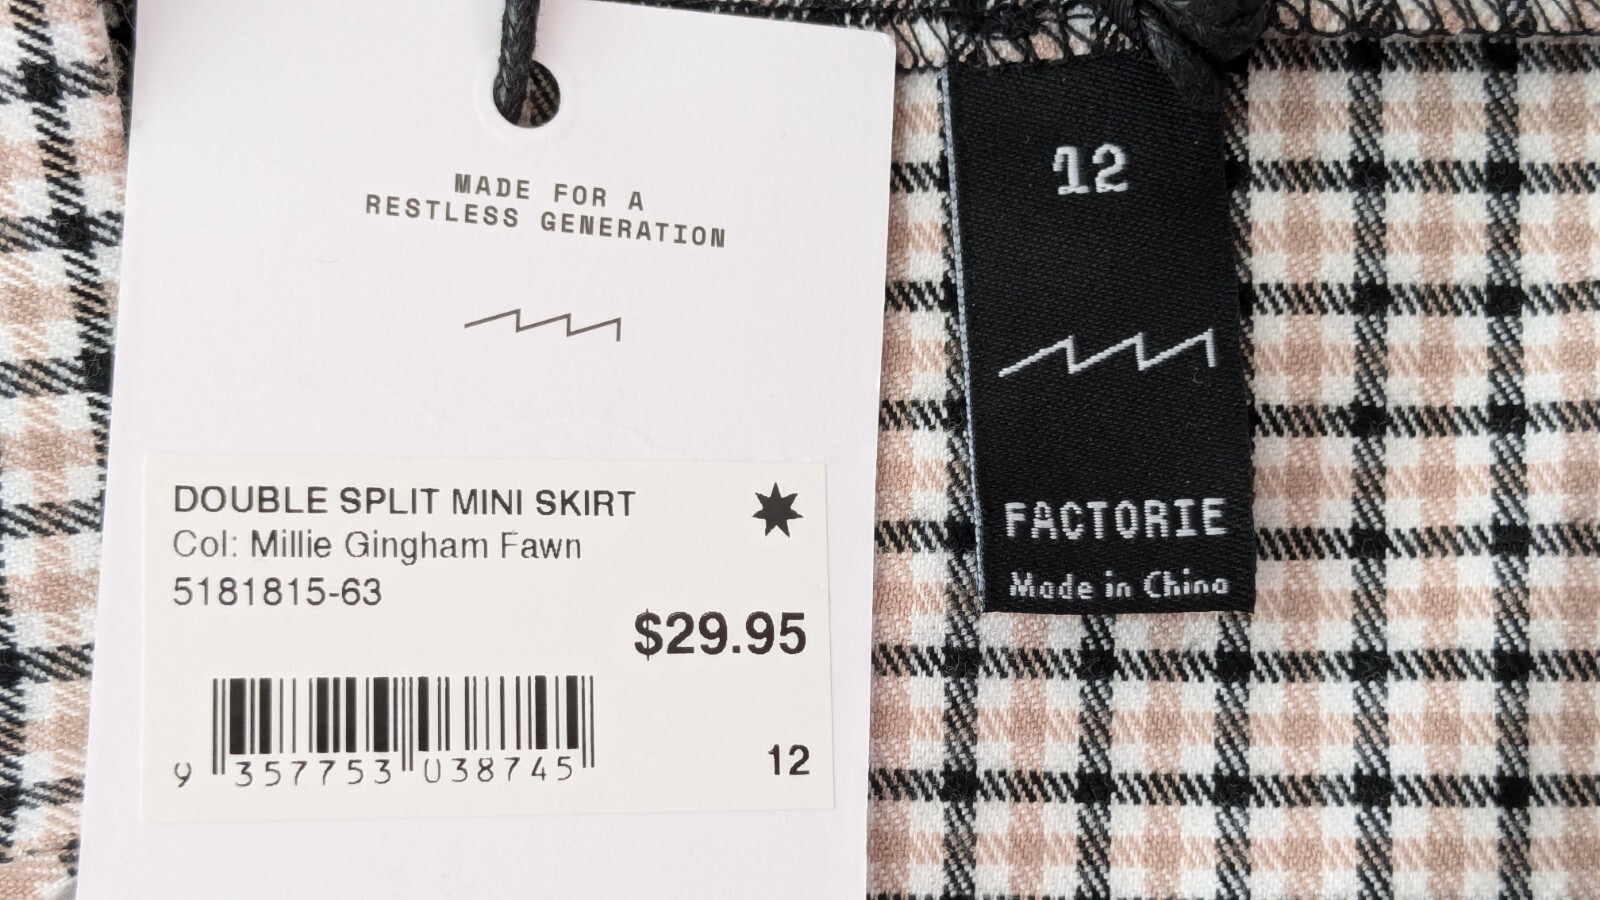 MADE FOR A
RESTLESS GENERATION
DOUBLE SPLIT MINI SKIRT
Col: Millie Gingham Fawn
5181815-63
$29.95
9 357753 038745
12
12
FACTORIE
Made in China